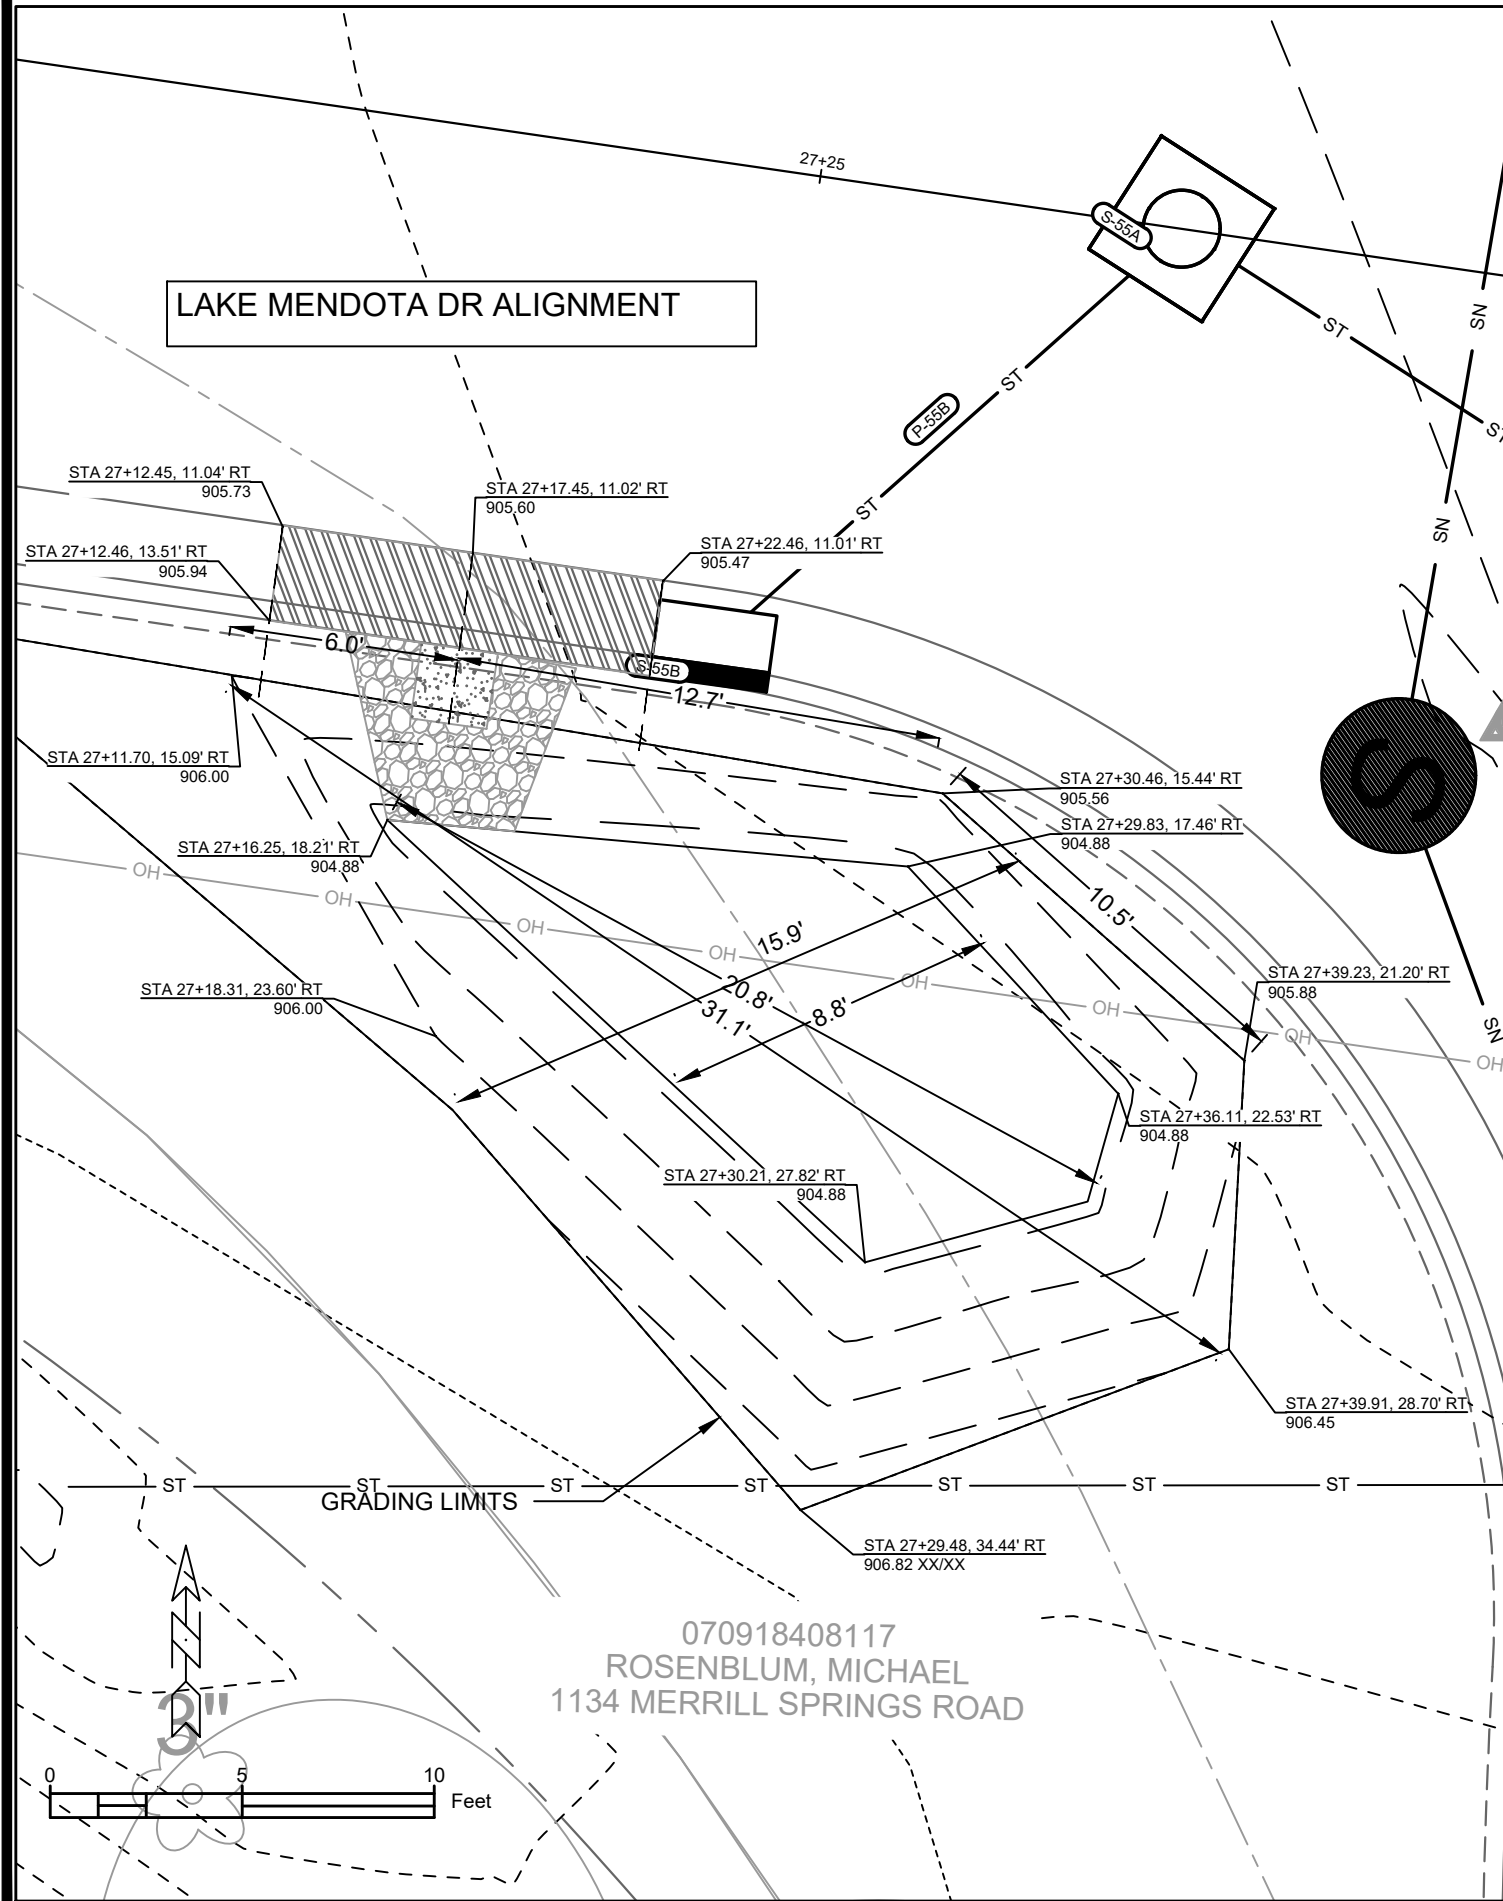 27+25
S-55A
LAKE MENDOTA DR ALIGNMENT
SN
ST
ST
P-55B
ST
STA 27+12.45, 11.04' RT
905.73
STA 27+17.45, 11.02' RT
905.60
ST
SN
STA 27+12.46, 13.51' RT
905.94
STA 27+22.46, 11.01' RT
905.47
6.0'
S-55B
12.7'
STA 27+11.70, 15.09' RT
906.00
STA 27+30.46, 15.44' RT
905.56
S
STA 27+16.25, 18.21' RT
904.88
STA 27+29.83, 17.46' RT
904.88
OH
OH
OH
OH
OH
OH
OH
OH
10.5'
15.9'
20.8'
31.1'
8.8'
STA 27+18.31, 23.60' RT
906.00
STA 27+39.23, 21.20' RT
905.88
SN
STA 27+36.11, 22.53' RT
904.88
STA 27+30.21, 27.82' RT
904.88
STA 27+39.91, 28.70' RT
906.45
ST
ST
ST
ST
ST
ST
ST
GRADING LIMITS
STA 27+29.48, 34.44' RT
906.82 XX/XX
070918408117
ROSENBLUM, MICHAEL
1134 MERRILL SPRINGS ROAD
3"
0 5 10
Feet